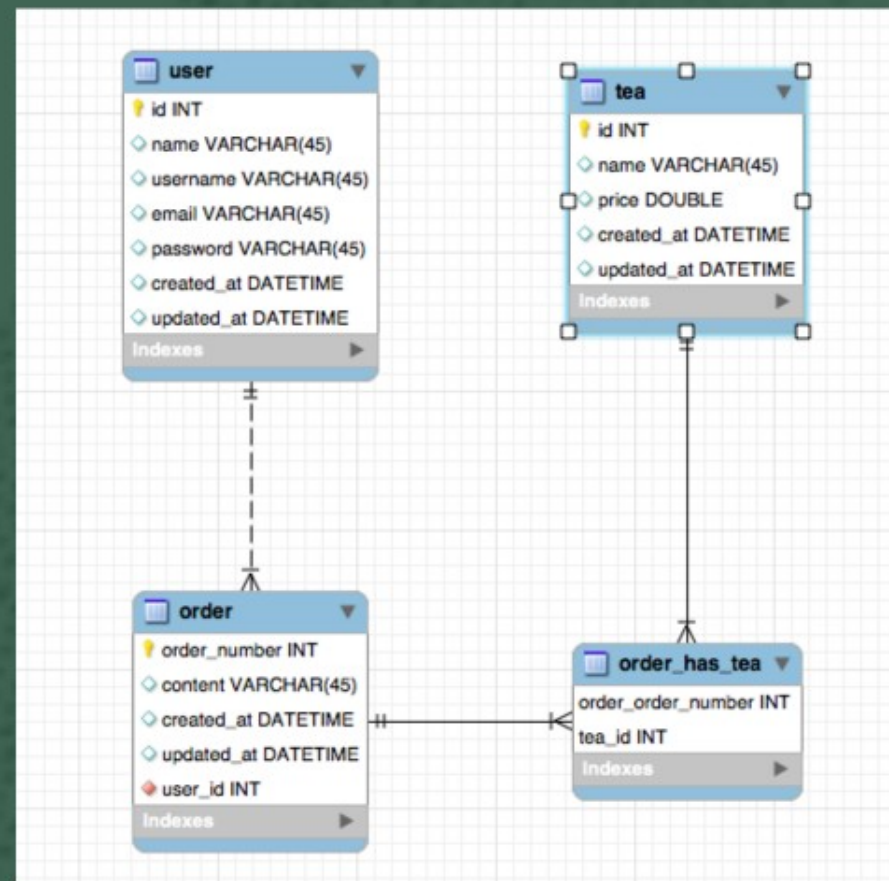 user
id INT
name VARCHAR(45)
username VARCHAR(45)
email VARCHAR(45)
password VARCHAR(45)
created_at DATETIME
updated_at DATETIME
Indexes
tea
id INT
name VARCHAR(45)
price DOUBLE
created_at DATETIME
updated_at DATETIME
Indexes
order
order_number INT
content VARCHAR(45)
created_at DATETIME
updated_at DATETIME
user_id INT
Indexes
order_has_tea
order_order_number INT
tea_id INT
Indexes